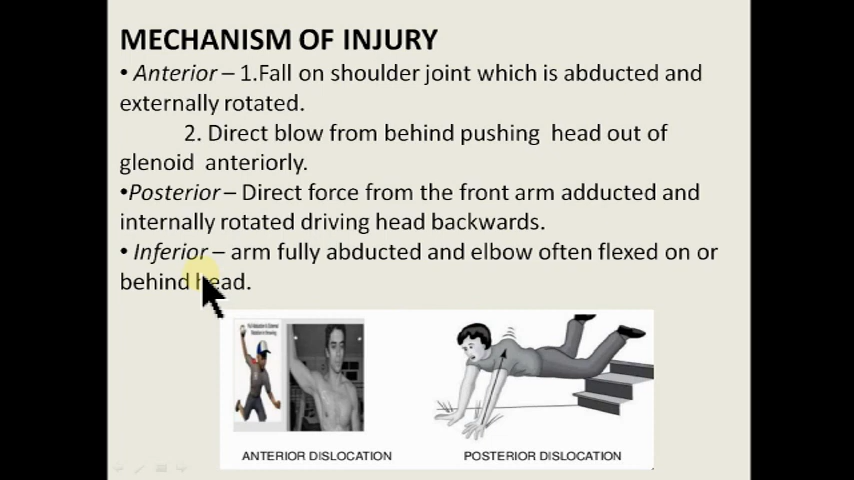 MECHANISM OF INJURY
• Anterior – 1.Fall on shoulder joint which is abducted and
externally rotated.
2. Direct blow from behind pushing head out of
glenoid anteriorly.
•Posterior – Direct force from the front arm adducted and
internally rotated driving head backwards.
• Inferior – arm fully abducted and elbow often flexed on or
behind head.
ANTERIOR DISLOCATION
POSTERIOR DISLOCATION